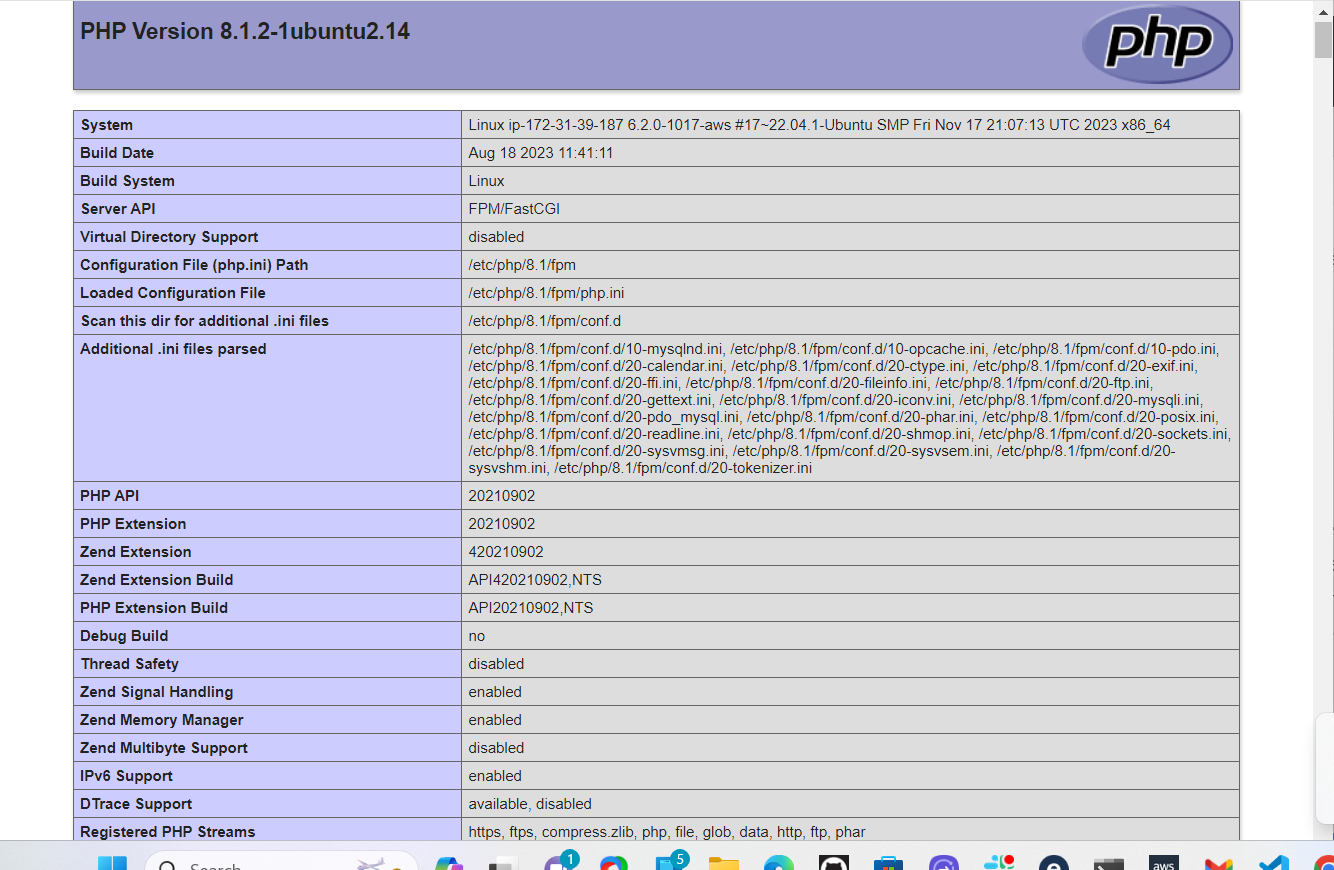 PHP Version 8.1.2-1ubuntu2.14
php
System Linux ip-172-31-39-187 6.2.0-1017-aws #17~22.04.1-Ubuntu SMP Fri Nov 17 21:07:13 UTC 2023 x86_64
Build Date Aug 18 2023 11:41:11
Build System Linux
Server API FPM/FastCGI
Virtual Directory Support disabled
Configuration File (php.ini) Path /etc/php/8.1/fpm
Loaded Configuration File /etc/php/8.1/fpm/php.ini
Scan this dir for additional .ini files /etc/php/8.1/fpm/conf.d
Additional .ini files parsed /etc/php/8.1/fpm/conf.d/10-mysqlnd.ini, /etc/php/8.1/fpm/conf.d/10-opcache.ini, /etc/php/8.1/fpm/conf.d/10-pdo.ini,
/etc/php/8.1/fpm/conf.d/20-calendar.ini, /etc/php/8.1/fpm/conf.d/20-ctype.ini, /etc/php/8.1/fpm/conf.d/20-exif.ini,
/etc/php/8.1/fpm/conf.d/20-ffi.ini, /etc/php/8.1/fpm/conf.d/20-fileinfo.ini, /etc/php/8.1/fpm/conf.d/20-ftp.ini,
/etc/php/8.1/fpm/conf.d/20-gettext.ini, /etc/php/8.1/fpm/conf.d/20-iconv.ini, /etc/php/8.1/fpm/conf.d/20-mysqli.ini,
/etc/php/8.1/fpm/conf.d/20-pdo_mysql.ini, /etc/php/8.1/fpm/conf.d/20-phar.ini, /etc/php/8.1/fpm/conf.d/20-posix.ini,
/etc/php/8.1/fpm/conf.d/20-readline.ini, /etc/php/8.1/fpm/conf.d/20-shmop.ini, /etc/php/8.1/fpm/conf.d/20-sockets.ini,
/etc/php/8.1/fpm/conf.d/20-sysvmsg.ini, /etc/php/8.1/fpm/conf.d/20-sysvsem.ini, /etc/php/8.1/fpm/conf.d/20-
sysvshm.ini, /etc/php/8.1/fpm/conf.d/20-tokenizer.ini
PHP API 20210902
PHP Extension 20210902
Zend Extension 420210902
Zend Extension Build API420210902,NTS
PHP Extension Build API20210902,NTS
Debug Build no
Thread Safety disabled
Zend Signal Handling enabled
Zend Memory Manager enabled
Zend Multibyte Support disabled
IPv6 Support enabled
DTrace Support available, disabled
Registered PHP Streams https, ftps, compress.zlib, php, file, glob, data, http, ftp, phar
Search 1 5 aws